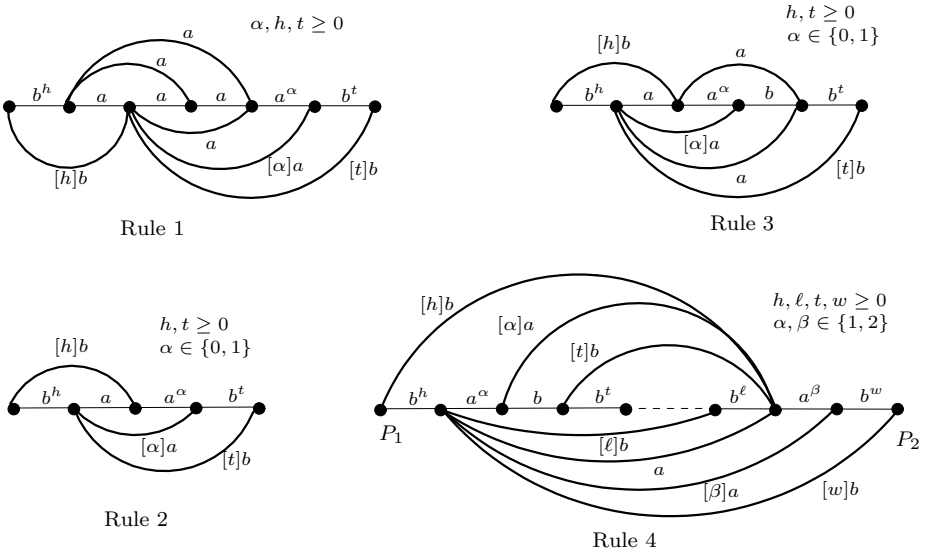 α, h, t ≥ 0
a
a
b^h a a a a^α b^t
a
[h]b
[α]a
[t]b
Rule 1
h, t ≥ 0
α ∈ {0, 1}
[h]b
a
b^h a a^α b b^t
[α]a
a
[t]b
Rule 3
h, t ≥ 0
α ∈ {0, 1}
[h]b
b^h a a^α b^t
[α]a
[t]b
Rule 2
h, ℓ, t, w ≥ 0
α, β ∈ {1, 2}
[h]b
[α]a
[t]b
b^h a^α b b^t b^ℓ a^β b^w
P_1
P_2
[ℓ]b
a
[β]a
[w]b
Rule 4